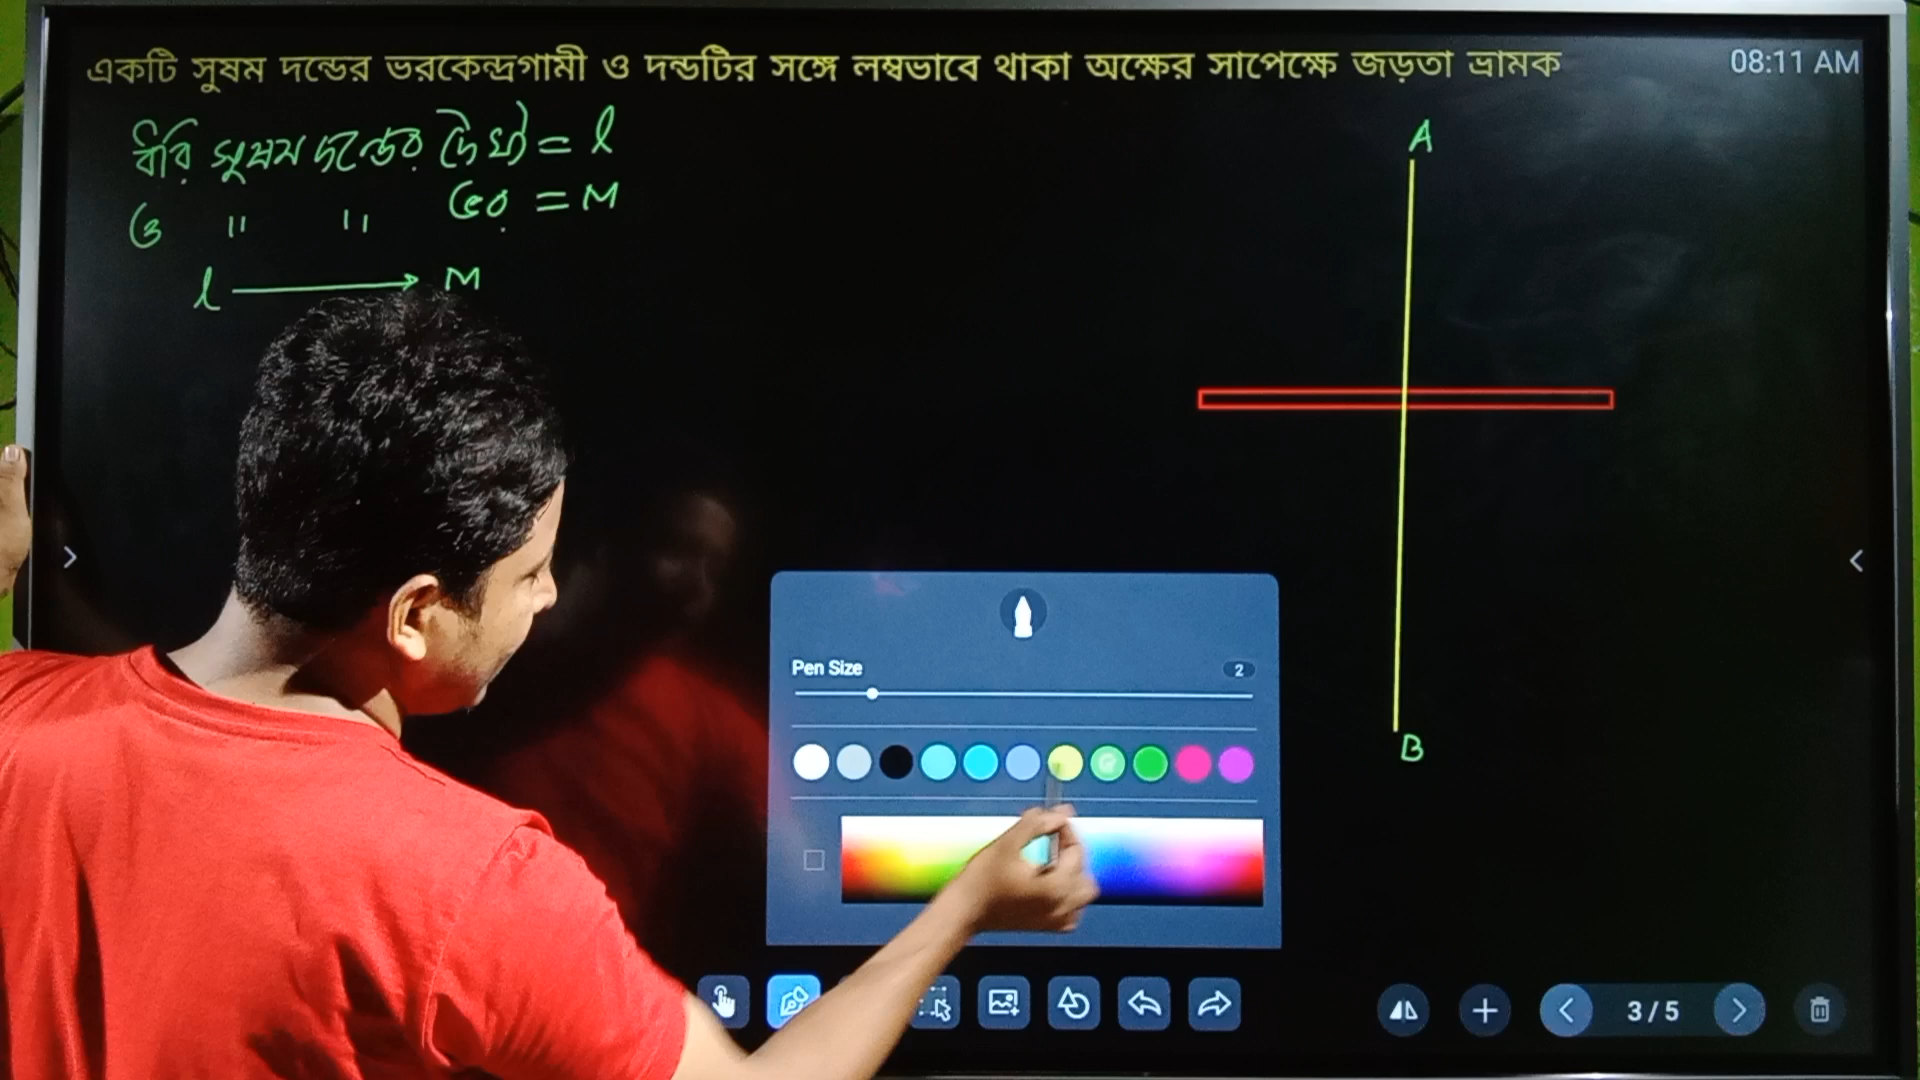 একটি সুষম দন্ডের ভরকেন্দ্রগামী ও দন্ডটির সঙ্গে লম্বভাবে থাকা অক্ষের সাপেক্ষে জড়তা ভ্রামক
08:11 AM
ধরি সুষম দন্ডের দৈর্ঘ্য = l
ও " " ভর = M
l → M
A
B
Pen Size
2
3 / 5